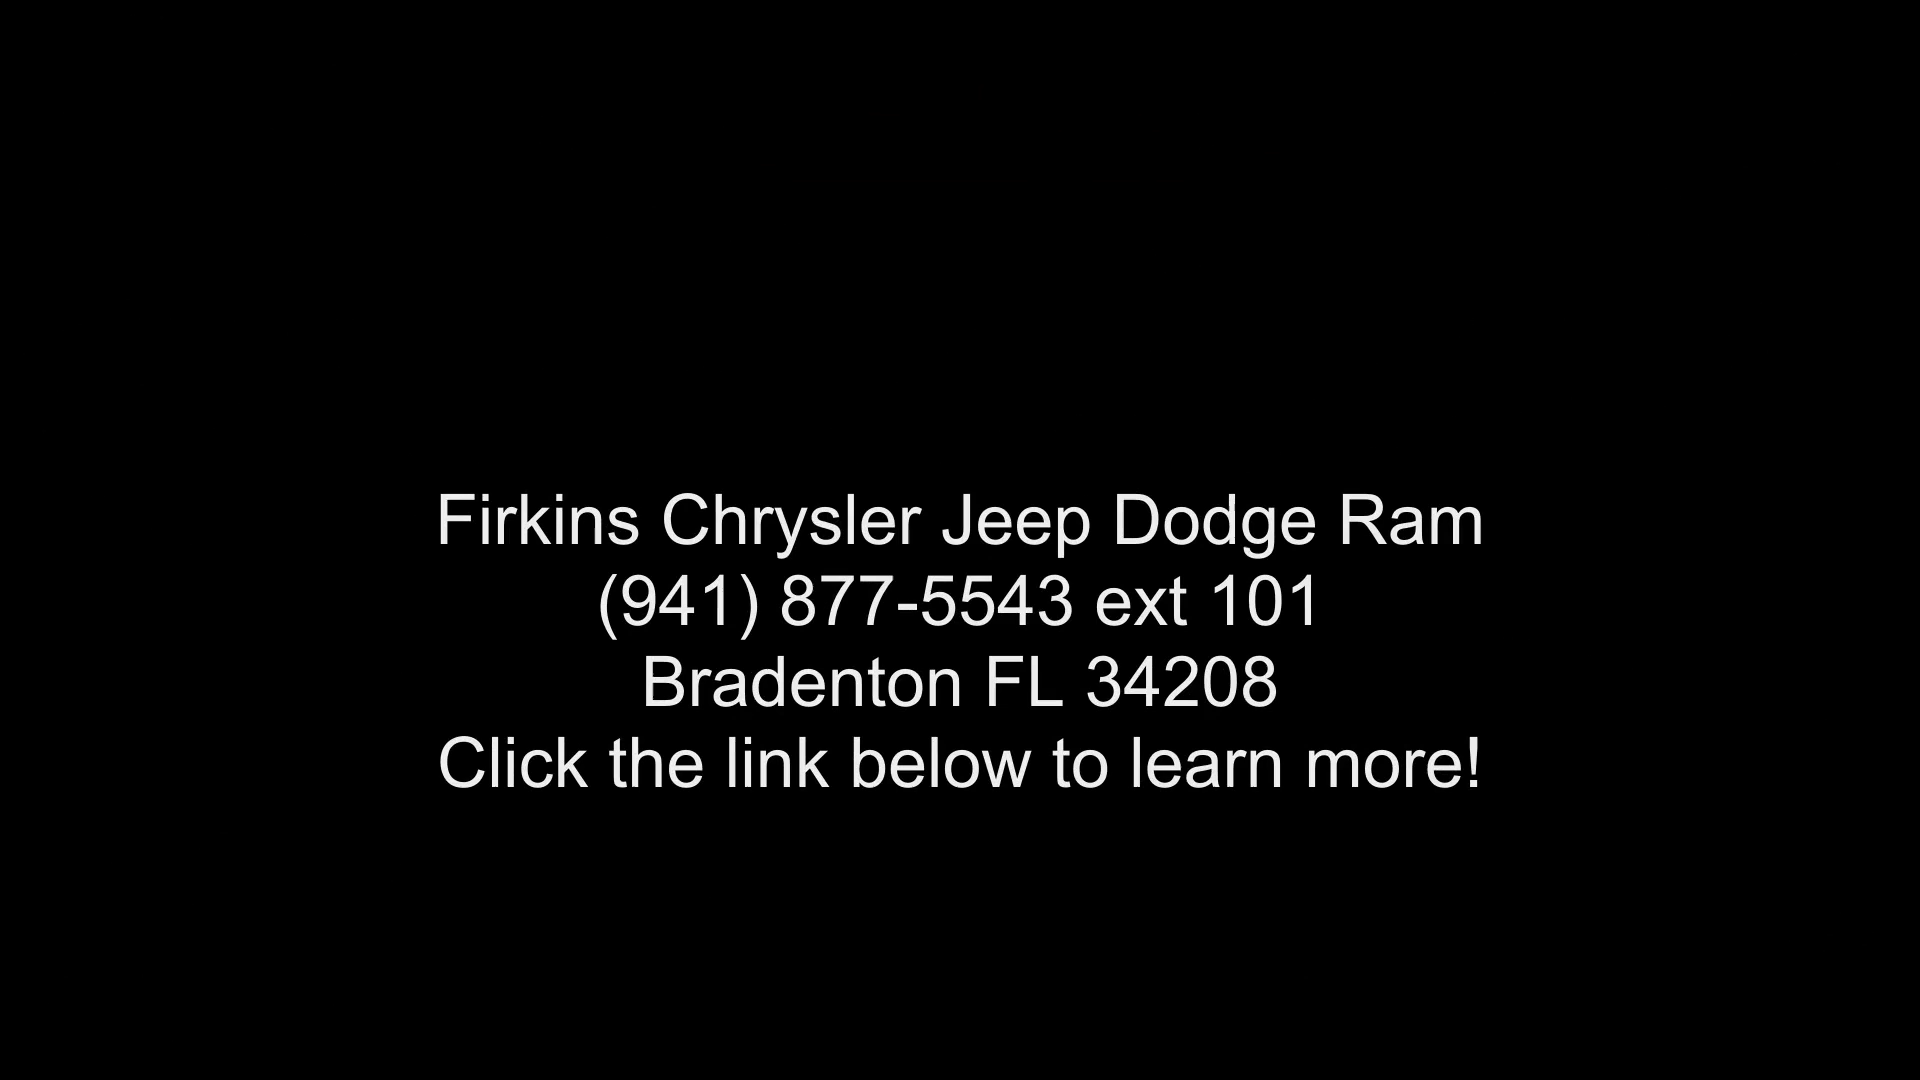 Firkins Chrysler Jeep Dodge Ram
(941) 877-5543 ext 101
Bradenton FL 34208
Click the link below to learn more!